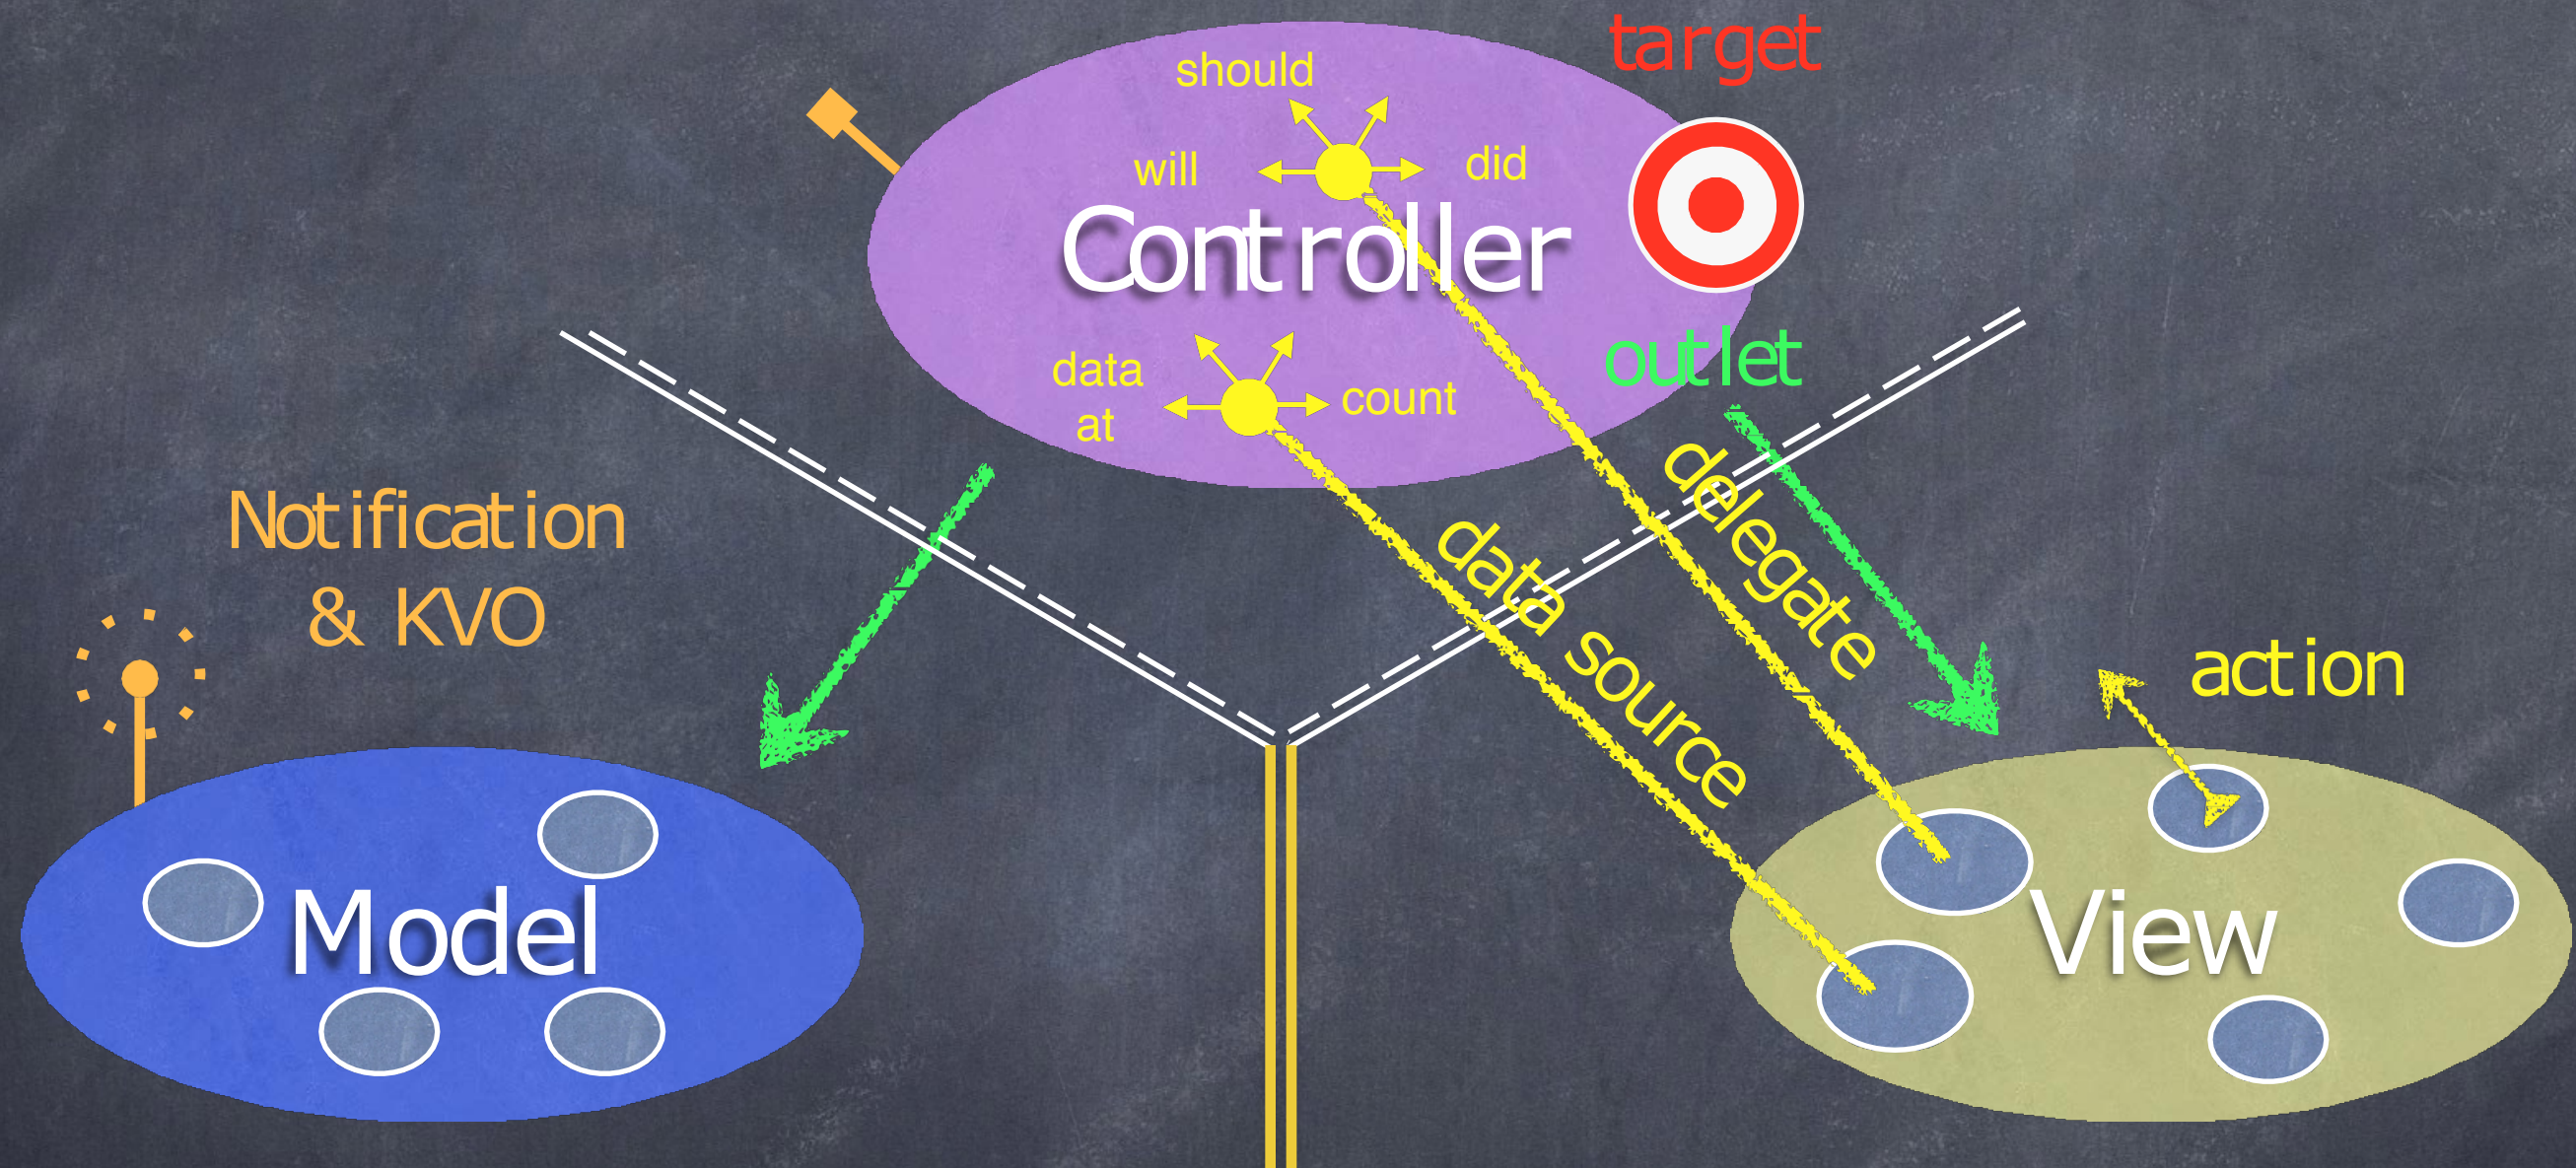 target
should
will
did
Controller
data
at
count
outlet
Notification
& KVO
delegate
data source
action
Model
View